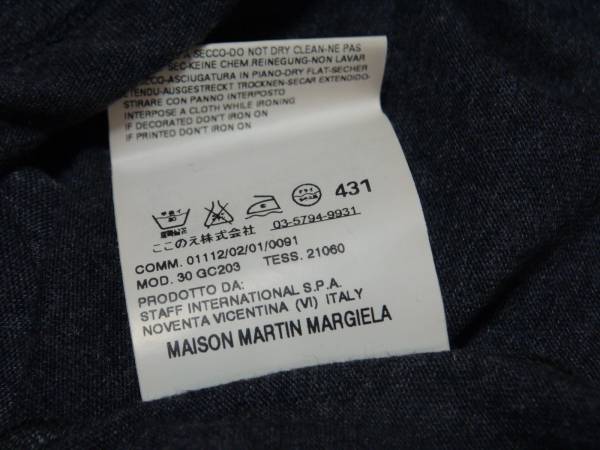 A SECCO-DO NOT DRY CLEAN-NE PAS
SEC-KEINE CHEM.REINEGUNG-NON LAVAR
ECCO-ASCIUGATURA IN PIANO-DRY FLAT-SECHER
ETENDU-AUSGESTRECKT TROCKNEN-SECAR EXTENDIDO-
STIRARE CON PANNO INTERPOSTO
INTERPOSE A CLOTH WHILE IRONING
IF DECORATED DON'T IRON ON
IF PRINTED DON'T IRON ON
431
ここのえ株式会社 03-5794-9931
COMM. 01112/02/01/0091
MOD. 30 GC203 TESS. 21060
PRODOTTO DA:
STAFF INTERNATIONAL S.P.A.
NOVENTA VICENTINA (VI) ITALY
MAISON MARTIN MARGIELA